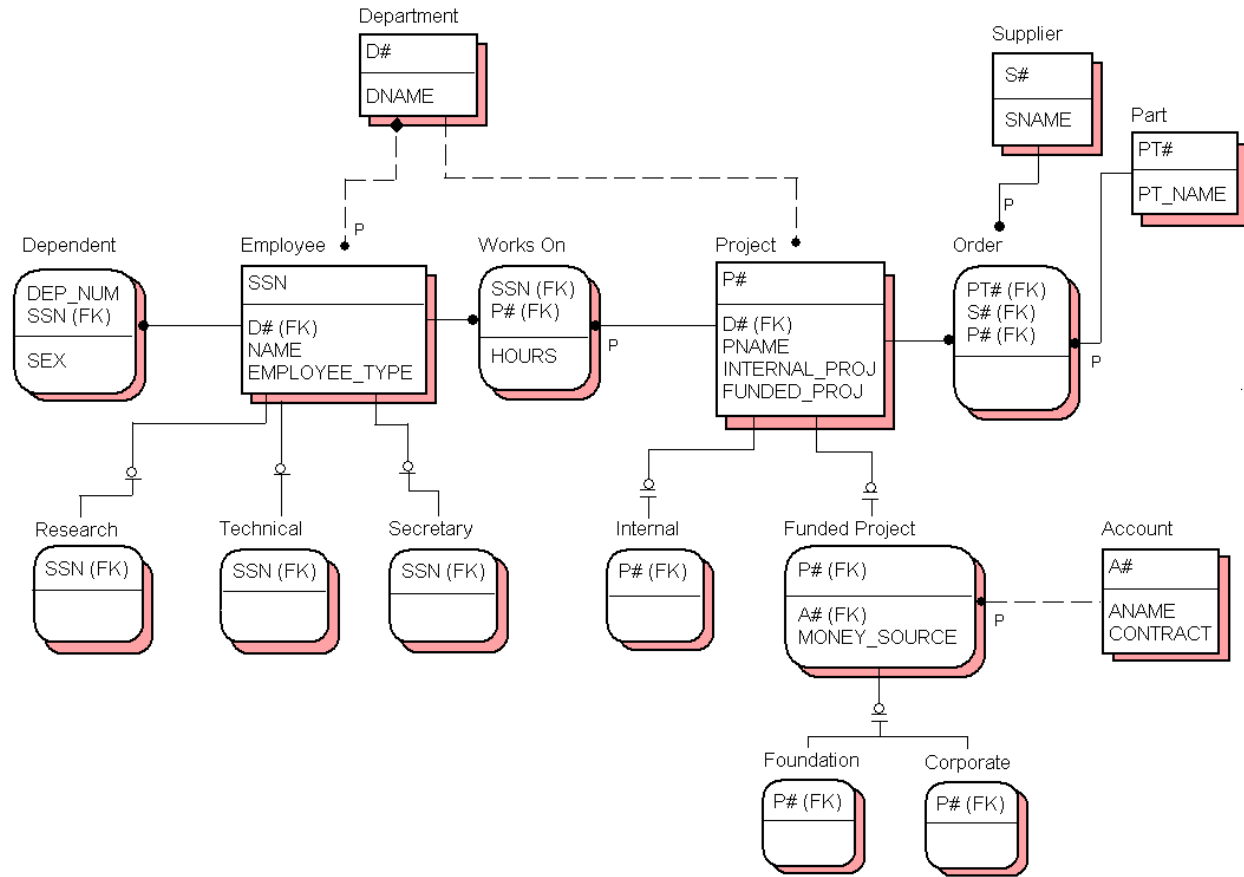 Department
D#
DNAME
Supplier
S#
SNAME
Part
PT#
PT_NAME
P
P
P
Dependent
DEP_NUM
SSN (FK)
SEX
Employee
SSN
D# (FK)
NAME
EMPLOYEE_TYPE
Works On
SSN (FK)
P# (FK)
HOURS
P
Project
P#
D# (FK)
PNAME
INTERNAL_PROJ
FUNDED_PROJ
Order
PT# (FK)
S# (FK)
P# (FK)
P
Research
SSN (FK)
Technical
SSN (FK)
Secretary
SSN (FK)
Internal
P# (FK)
Funded Project
P# (FK)
A# (FK)
MONEY_SOURCE
P
Account
A#
ANAME
CONTRACT
Foundation
P# (FK)
Corporate
P# (FK)